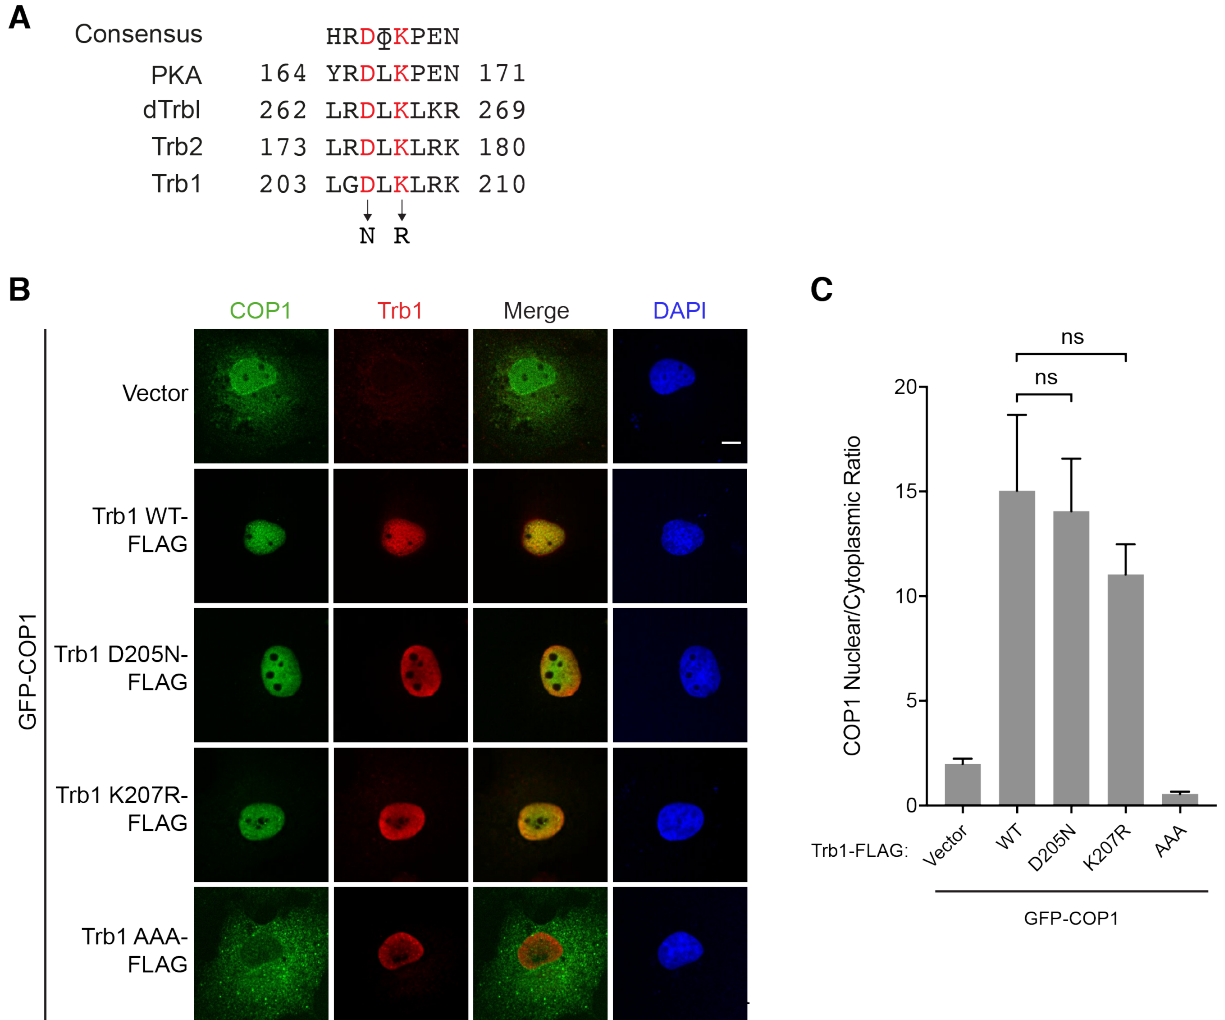 A
Consensus HRDΦKPEN
PKA 164 YRDLKPEN 171
dTrbl 262 LRDLKLKR 269
Trb2 173 LRDLKLRK 180
Trb1 203 LGDLKLRK 210
N R
B
COP1 Trb1 Merge DAPI
GFP-COP1
Vector
Trb1 WT-
FLAG
Trb1 D205N-
FLAG
Trb1 K207R-
FLAG
Trb1 AAA-
FLAG
C
ns
ns
COP1 Nuclear/Cytoplasmic Ratio
20
15
10
5
0
Trb1-FLAG: Vector WT D205N K207R AAA
GFP-COP1